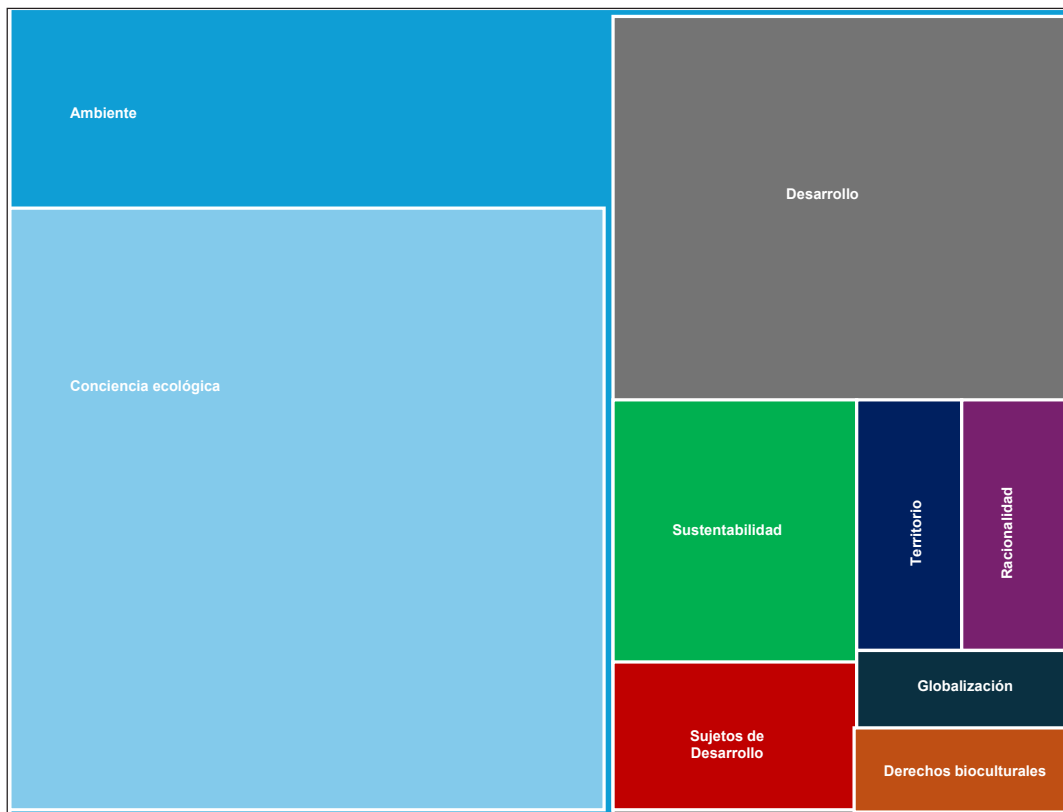 Ambiente
Desarrollo
Conciencia ecológica
Sustentabilidad
Territorio
Racionalidad
Globalización
Sujetos de
Desarrollo
Derechos bioculturales